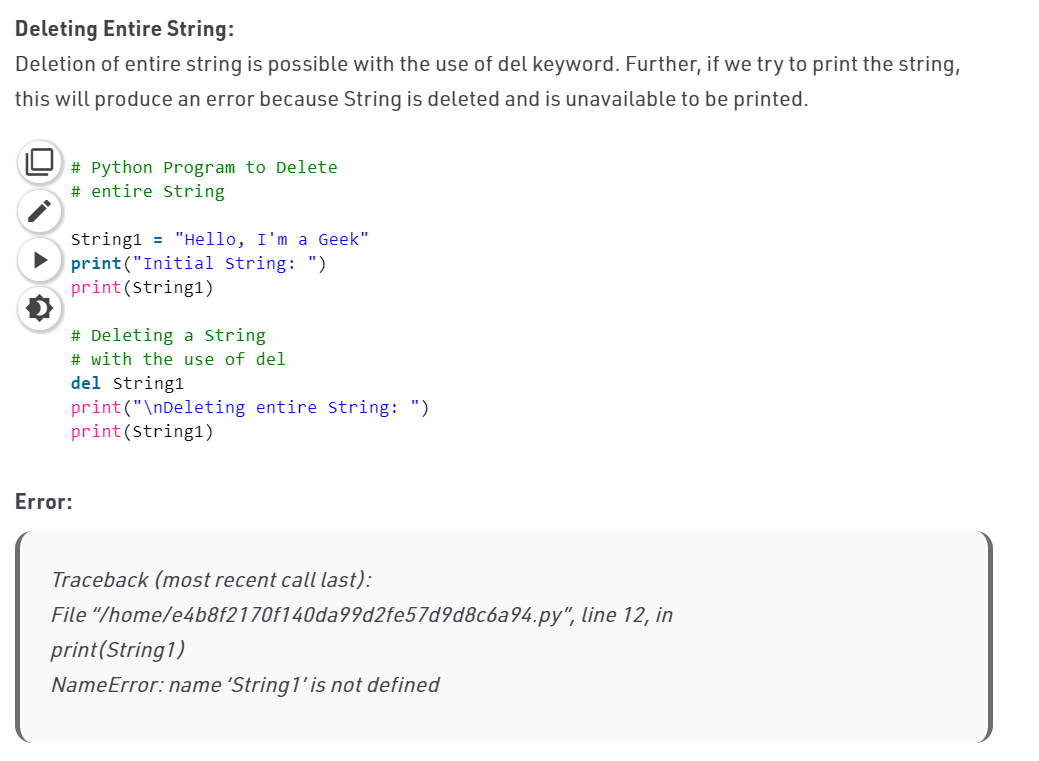 Deleting Entire String:
Deletion of entire string is possible with the use of del keyword. Further, if we try to print the string,
this will produce an error because String is deleted and is unavailable to be printed.
# Python Program to Delete
# entire String
String1 = "Hello, I'm a Geek"
print("Initial String: ")
print(String1)
# Deleting a String
# with the use of del
del String1
print("\nDeleting entire String: ")
print(String1)
Error:
Traceback (most recent call last):
File "/home/e4b8f2170f140da99d2fe57d9d8c6a94.py", line 12, in
print(String1)
NameError: name 'String1' is not defined